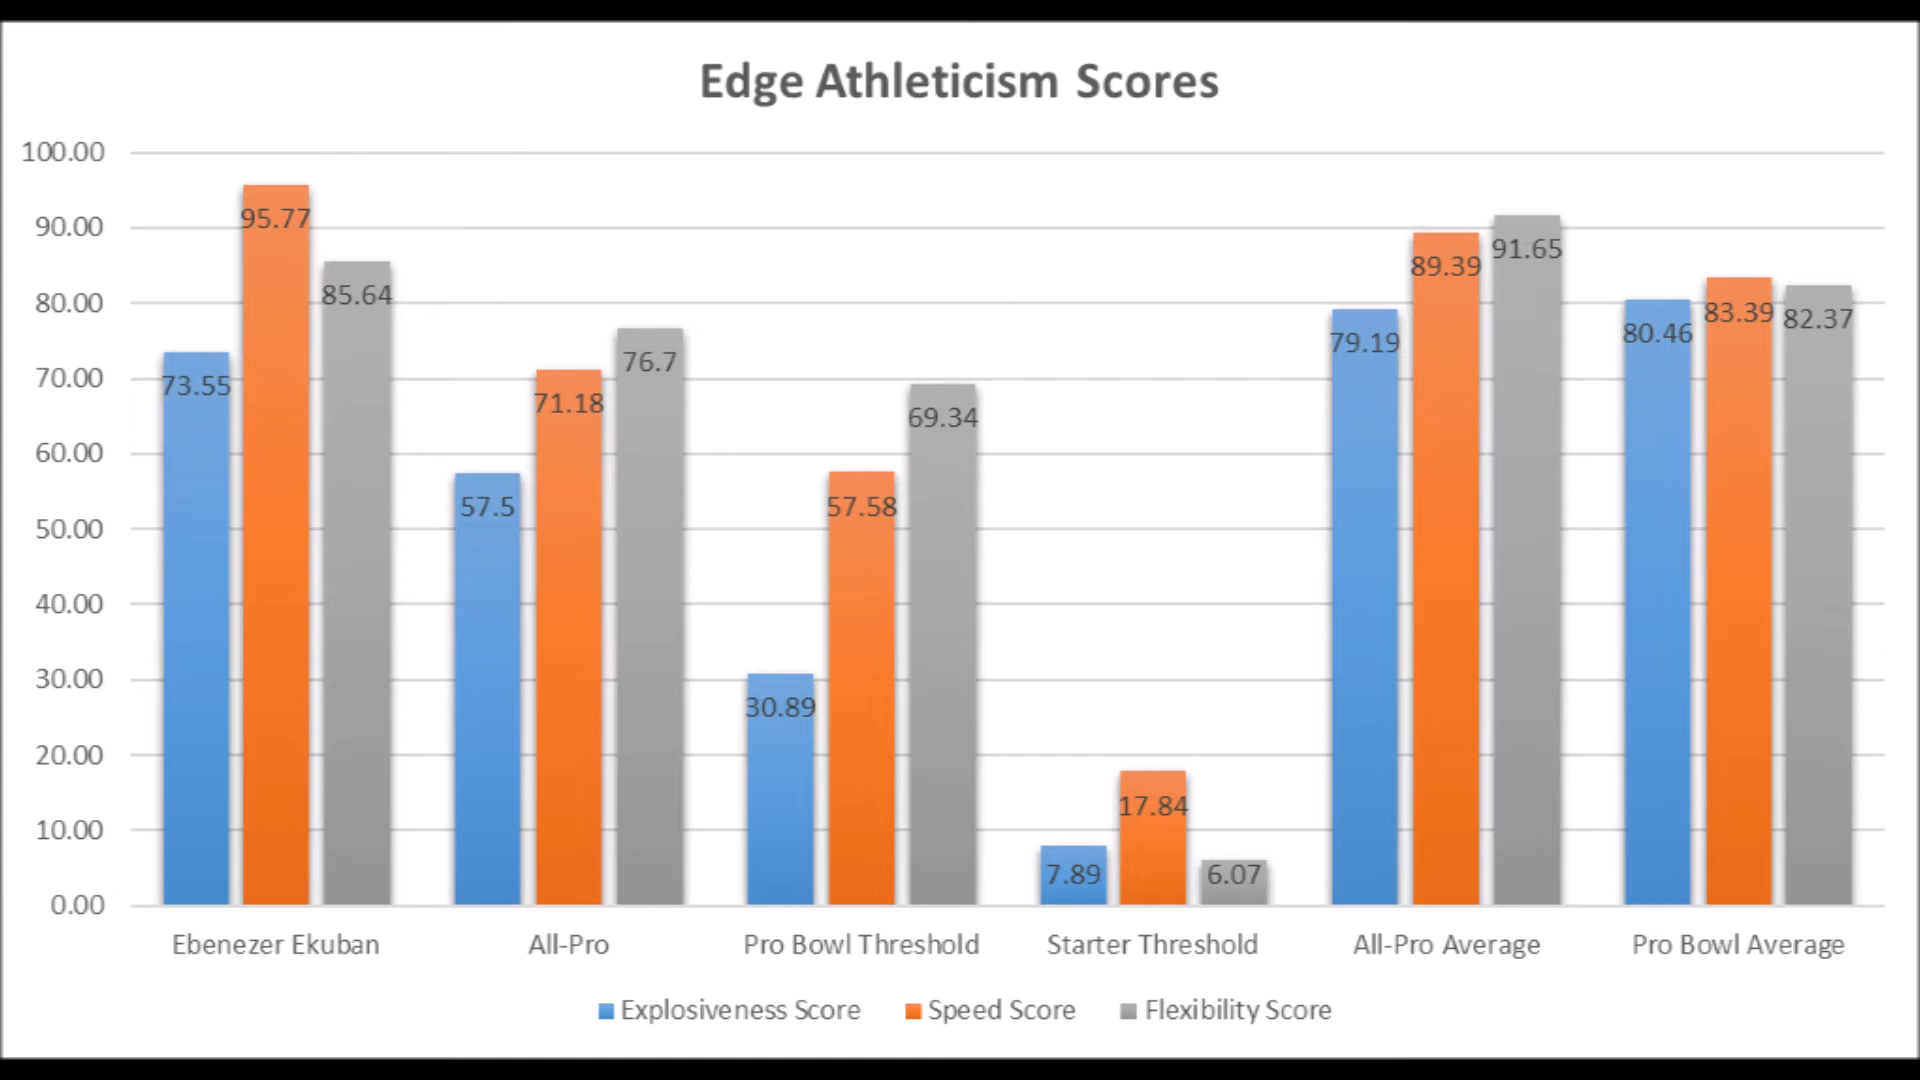 Edge Athleticism Scores
100.00
90.00
80.00
70.00
60.00
50.00
40.00
30.00
20.00
10.00
0.00
73.55
95.77
85.64
57.5
71.18
76.7
30.89
57.58
69.34
7.89
17.84
6.07
79.19
89.39
91.65
80.46
83.39
82.37
Ebenezer Ekuban
All-Pro
Pro Bowl Threshold
Starter Threshold
All-Pro Average
Pro Bowl Average
Explosiveness Score
Speed Score
Flexibility Score